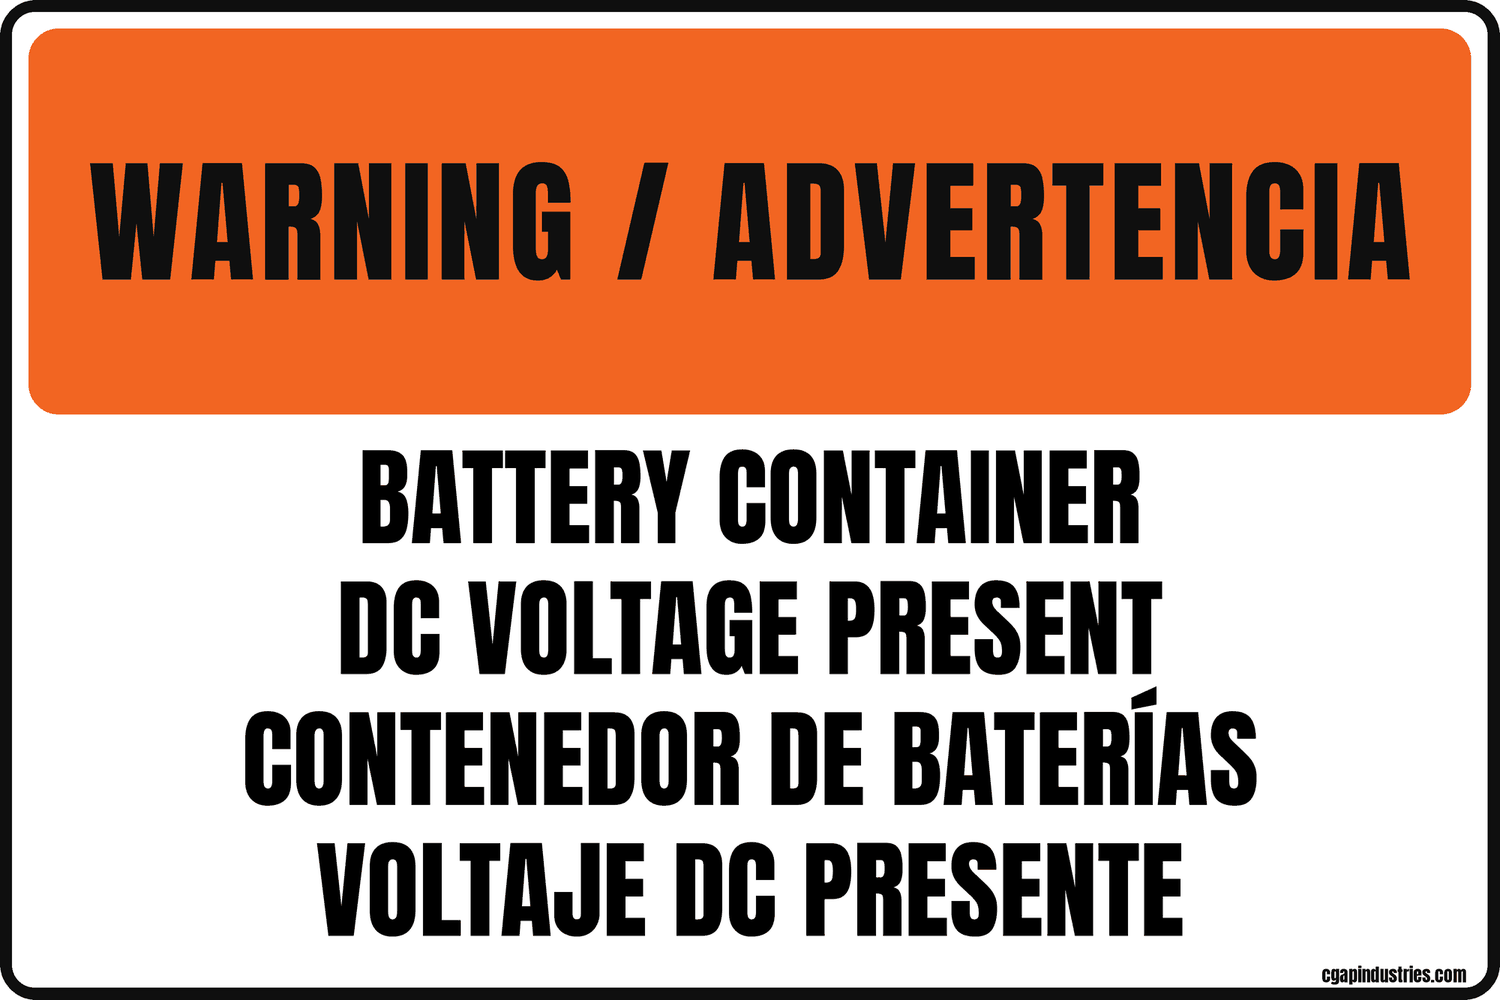 WARNING / ADVERTENCIA
BATTERY CONTAINER
DC VOLTAGE PRESENT
CONTENEDOR DE BATERÍAS
VOLTAJE DC PRESENTE
cgapindustries.com